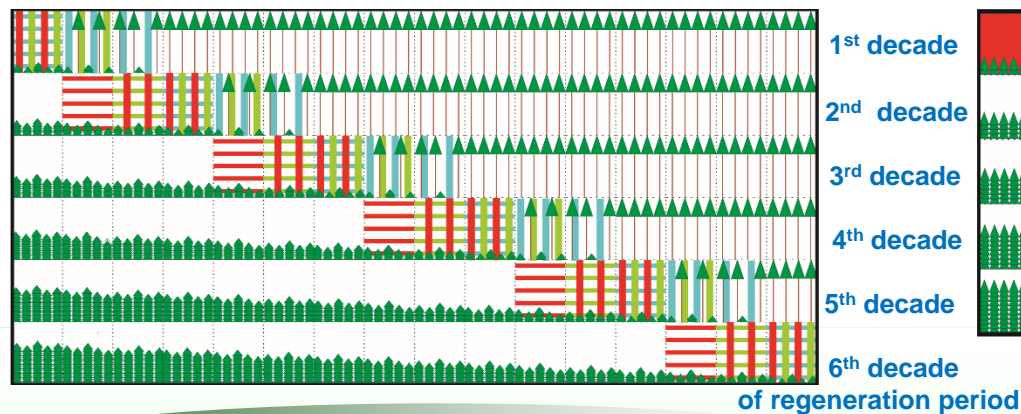 1st decade
2nd decade
3rd decade
4th decade
5th decade
6th decade
of regeneration period